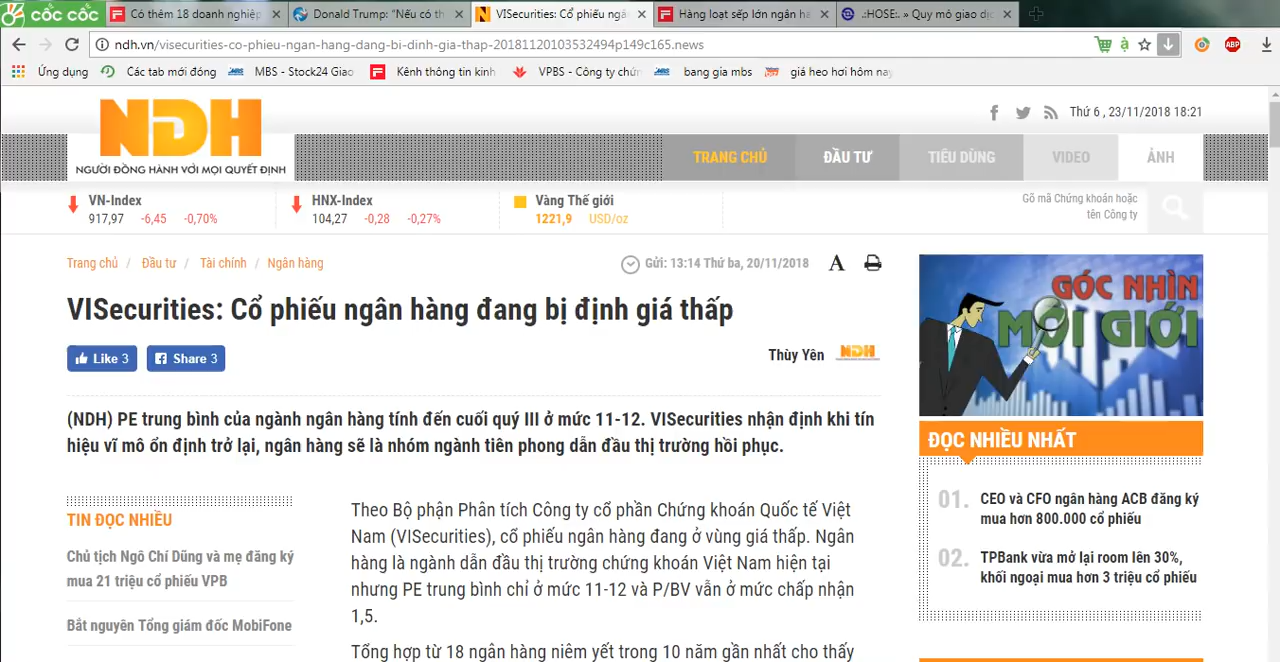 cốc cốc
Có thêm 18 doanh nghiệp
Donald Trump: "Nếu có th
VISecurities: Cổ phiếu ngân
Hàng loạt sếp lớn ngân hà
.:HOSE:. » Quy mô giao dị
ndh.vn/visecurities-co-phieu-ngan-hang-dang-bi-dinh-gia-thap-20181120103532494p149c165.news
ABP
Ứng dụng
Các tab mới đóng
MBS - Stock24 Giao
Kênh thông tin kinh
VPBS - Công ty chứn
bang gia mbs
giá heo hơi hôm nay
NDH
NGƯỜI ĐỒNG HÀNH VỚI MỌI QUYẾT ĐỊNH
Thứ 6 , 23/11/2018 18:21
TRANG CHỦ ĐẦU TƯ TIÊU DÙNG VIDEO ẢNH
VN-Index
917,97 -6,45 -0,70%
HNX-Index
104,27 -0,28 -0,27%
Vàng Thế giới
1221,9 USD/oz
Gõ mã Chứng khoán hoặc
tên Công ty
Trang chủ / Đầu tư / Tài chính / Ngân hàng
Gửi: 13:14 Thứ ba, 20/11/2018
A
VISecurities: Cổ phiếu ngân hàng đang bị định giá thấp
Like 3
Share 3
Thùy Yên
NDH
(NDH) PE trung bình của ngành ngân hàng tính đến cuối quý III ở mức 11-12. VISecurities nhận định khi tín
hiệu vĩ mô ổn định trở lại, ngân hàng sẽ là nhóm ngành tiên phong dẫn đầu thị trường hồi phục.
TIN ĐỌC NHIỀU
Chủ tịch Ngô Chí Dũng và mẹ đăng ký
mua 21 triệu cổ phiếu VPB
Bắt nguyên Tổng giám đốc MobiFone
Theo Bộ phận Phân tích Công ty cổ phần Chứng khoán Quốc tế Việt
Nam (VISecurities), cổ phiếu ngân hàng đang ở vùng giá thấp. Ngân
hàng là ngành dẫn đầu thị trường chứng khoán Việt Nam hiện tại
nhưng PE trung bình chỉ ở mức 11-12 và P/BV vẫn ở mức chấp nhận
1,5.
Tổng hợp từ 18 ngân hàng niêm yết trong 10 năm gần nhất cho thấy
GÓC NHÌN
MÔI GIỚI
ĐỌC NHIỀU NHẤT
01. CEO và CFO ngân hàng ACB đăng ký
mua hơn 800.000 cổ phiếu
02. TPBank vừa mở lại room lên 30%,
khối ngoại mua hơn 3 triệu cổ phiếu